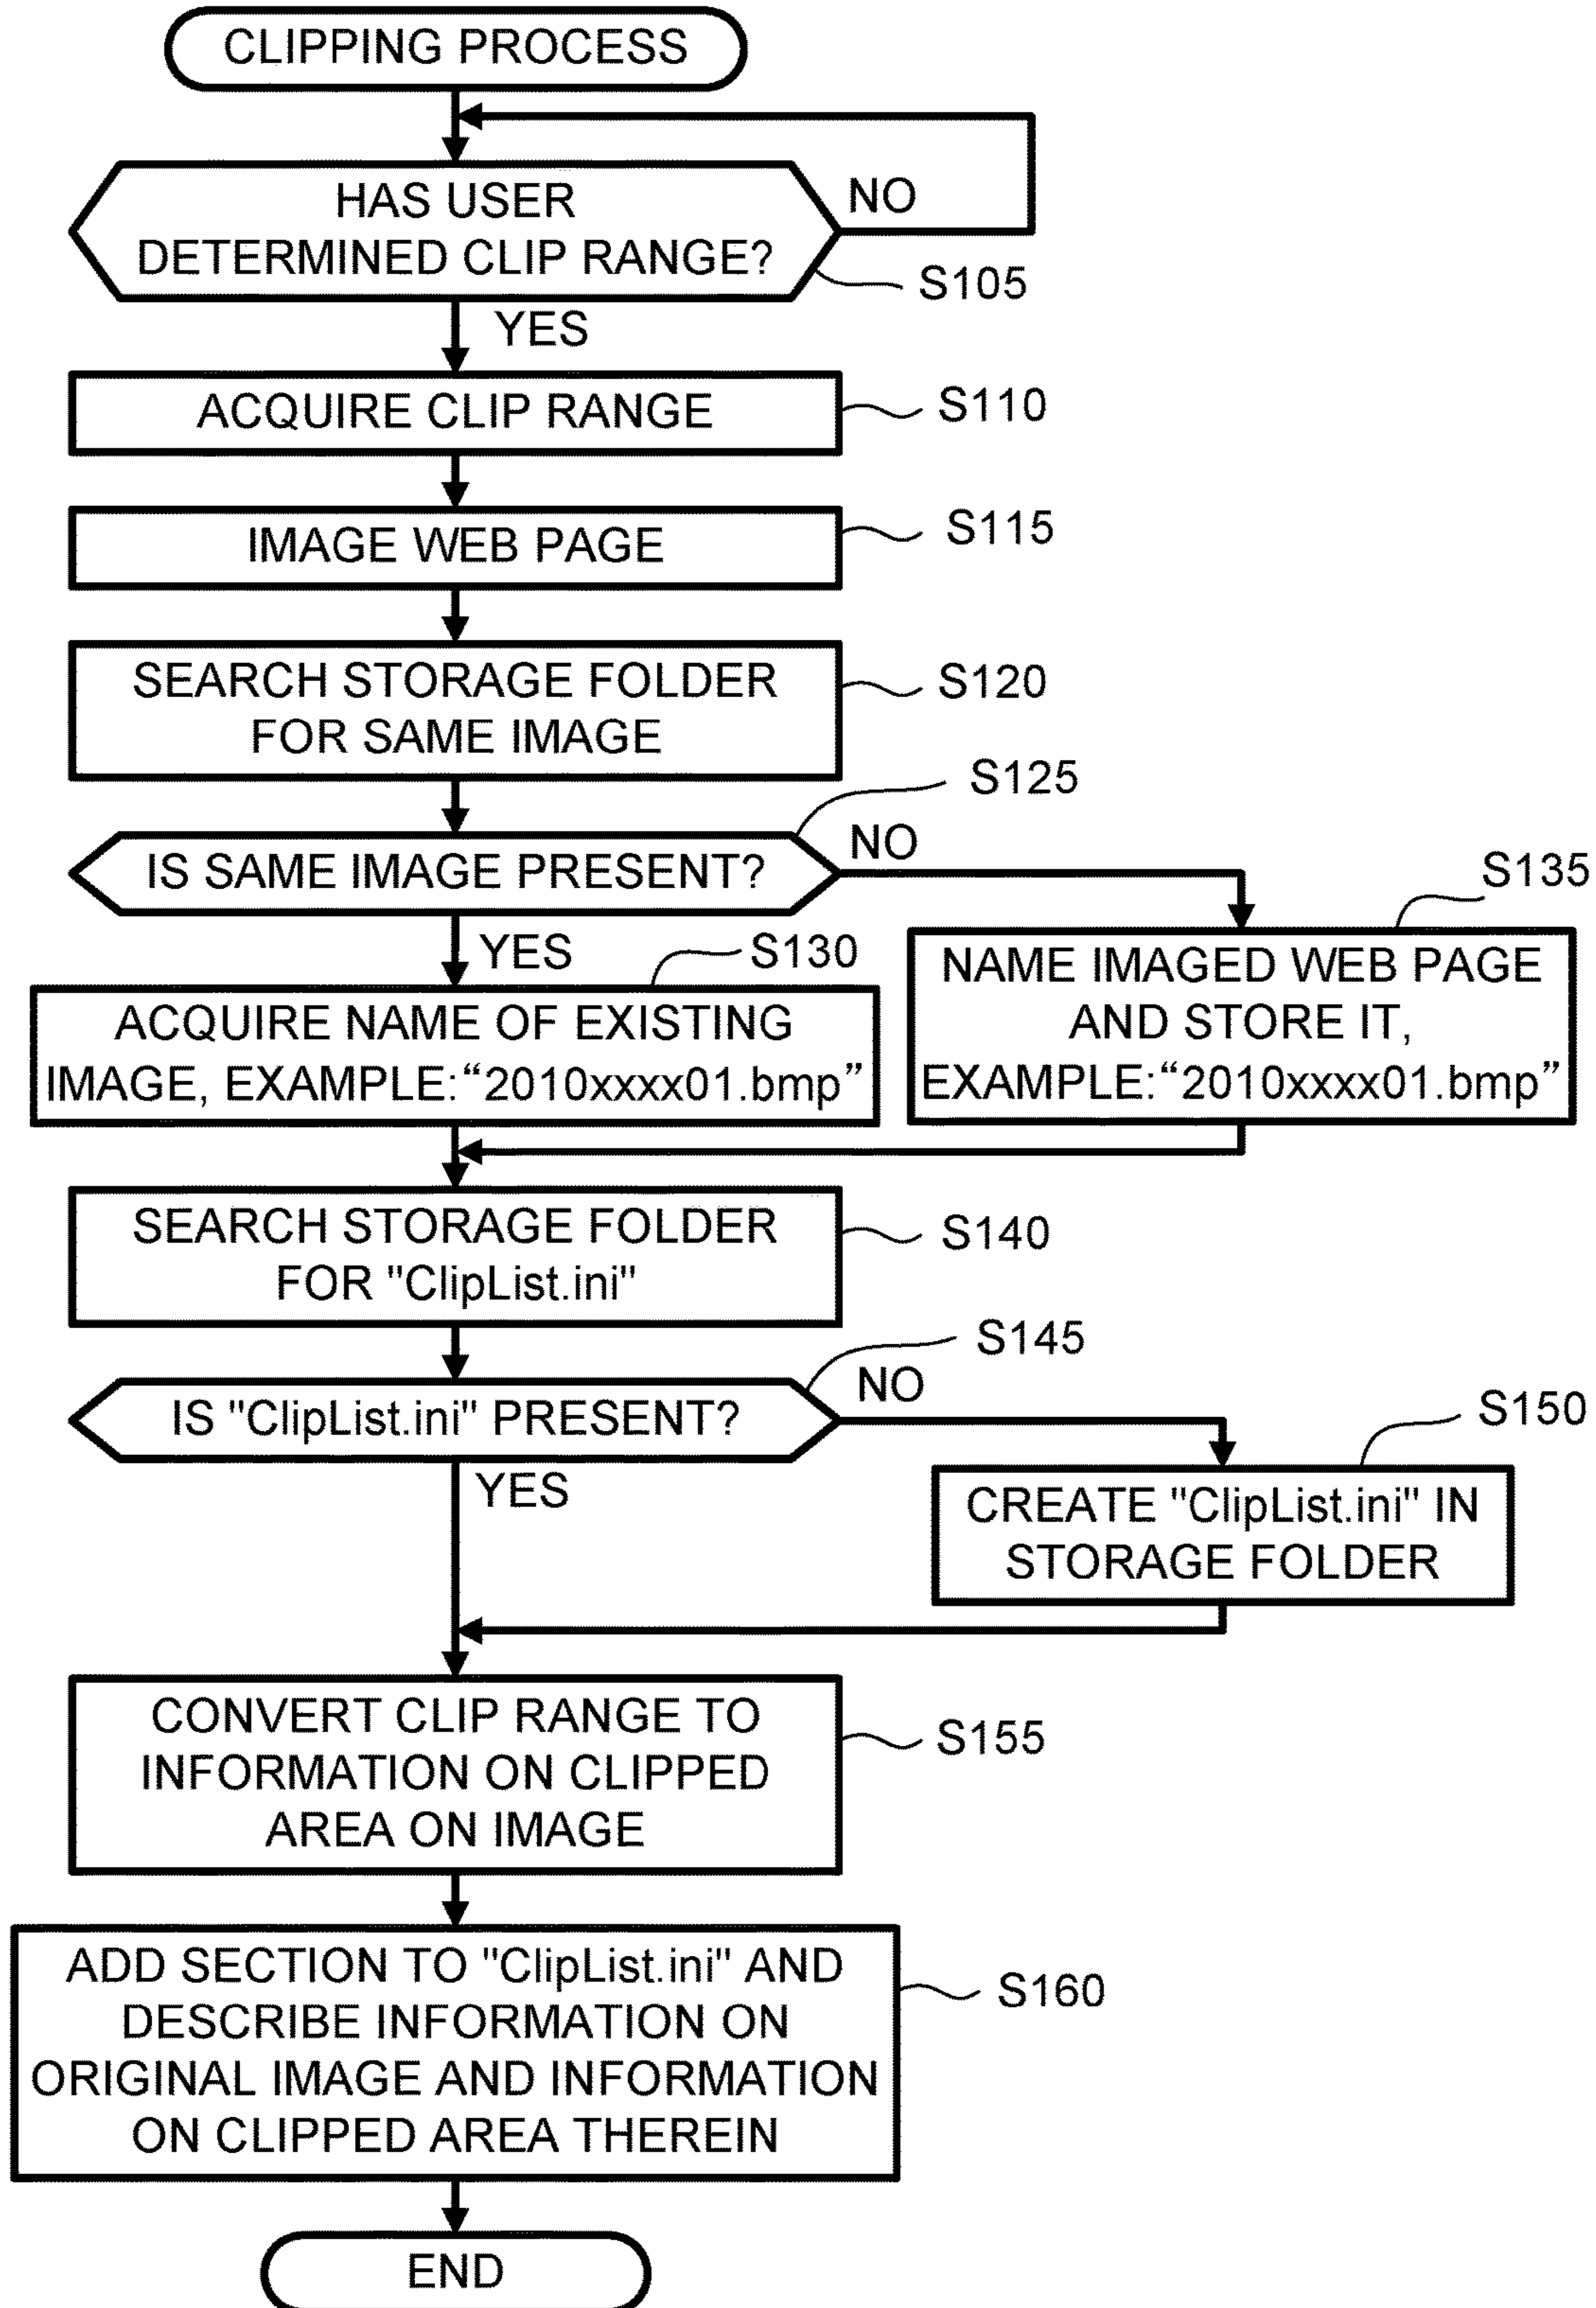 CLIPPING PROCESS
HAS USER
DETERMINED CLIP RANGE?
NO
S105
YES
ACQUIRE CLIP RANGE
S110
IMAGE WEB PAGE
S115
SEARCH STORAGE FOLDER
FOR SAME IMAGE
S120
S125
IS SAME IMAGE PRESENT?
NO
S135
YES
S130
NAME IMAGED WEB PAGE
AND STORE IT,
EXAMPLE:“2010xxxx01.bmp”
ACQUIRE NAME OF EXISTING
IMAGE, EXAMPLE:“2010xxxx01.bmp”
SEARCH STORAGE FOLDER
FOR "ClipList.ini"
S140
S145
IS "ClipList.ini" PRESENT?
NO
S150
YES
CREATE "ClipList.ini" IN
STORAGE FOLDER
CONVERT CLIP RANGE TO
INFORMATION ON CLIPPED
AREA ON IMAGE
S155
ADD SECTION TO "ClipList.ini" AND
DESCRIBE INFORMATION ON
ORIGINAL IMAGE AND INFORMATION
ON CLIPPED AREA THEREIN
S160
END